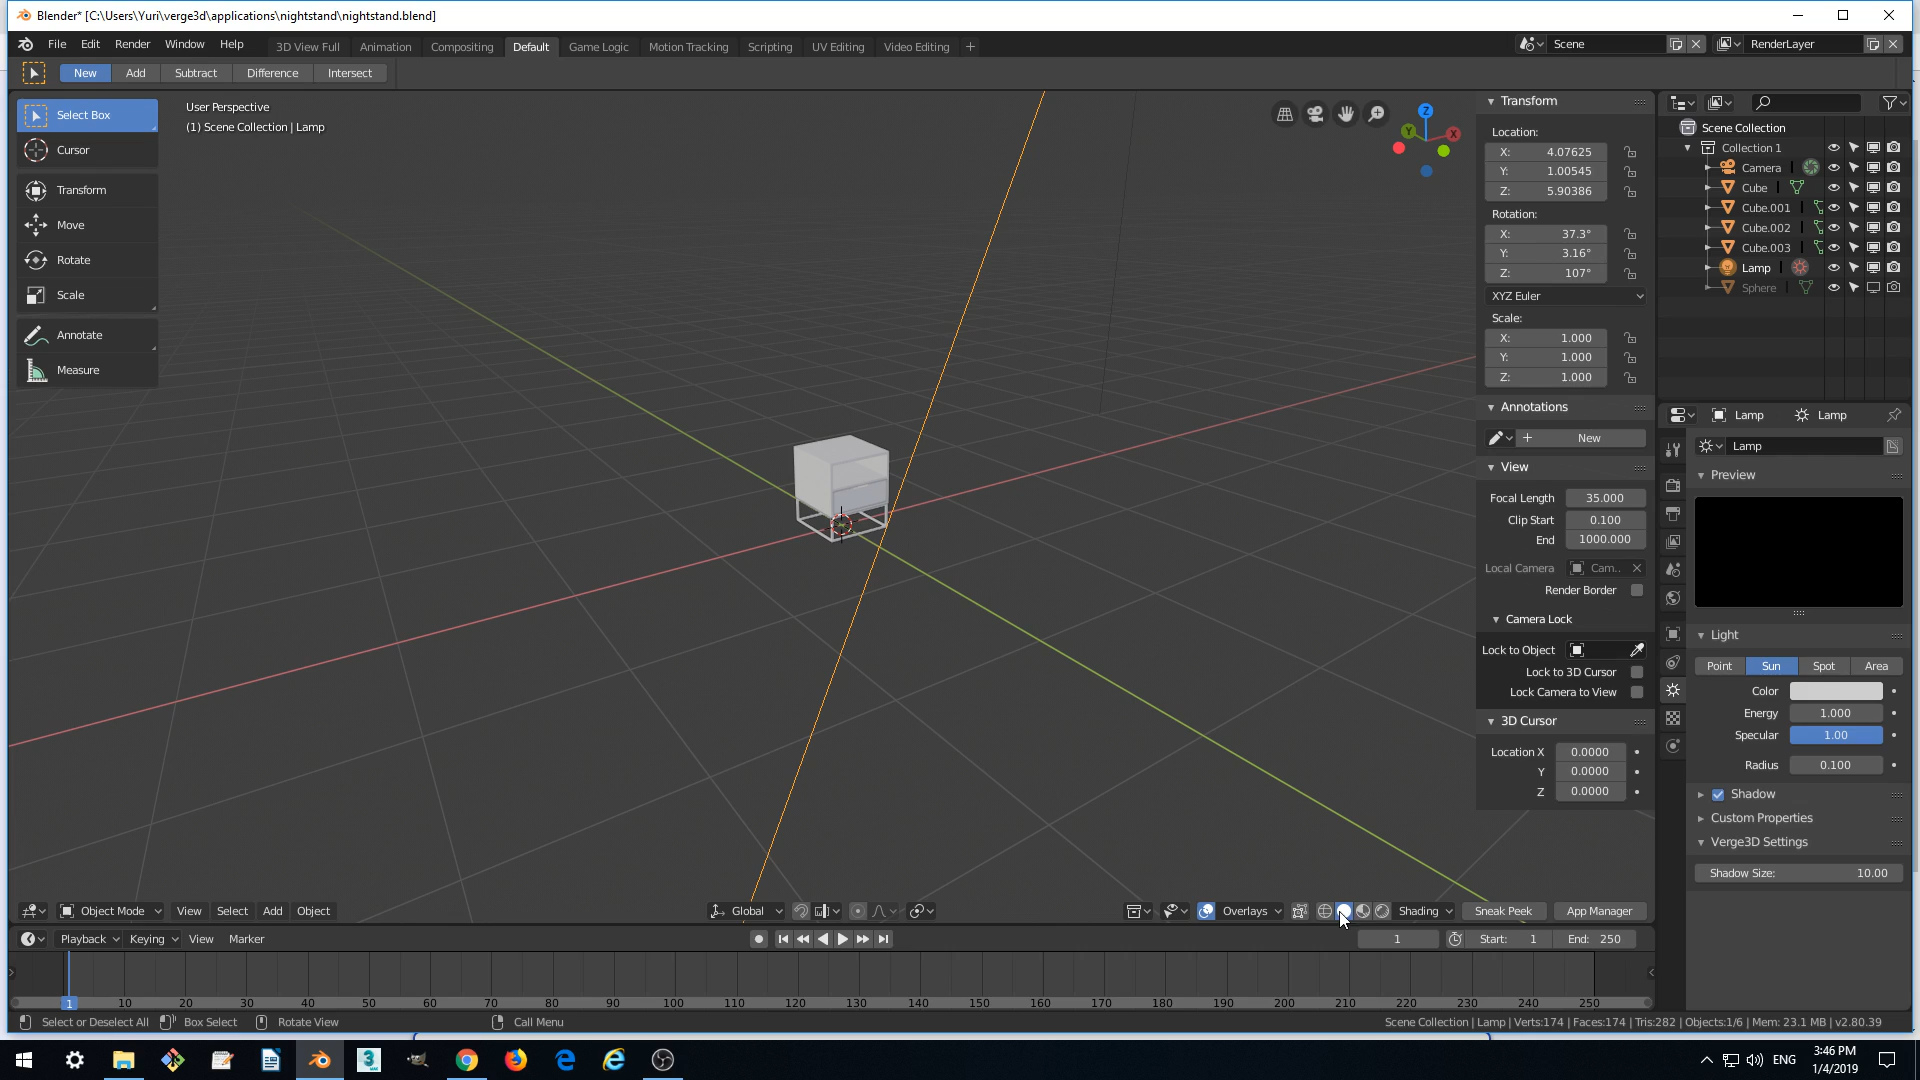 Blender* [C:\Users\Yuri\verge3d\applications\nightstand\nightstand.blend]
File Edit Render Window Help 3D View Full Animation Compositing Default Game Logic Motion Tracking Scripting UV Editing Video Editing + Scene RenderLayer
New Add Subtract Difference Intersect
Select Box
Cursor
Transform
Move
Rotate
Scale
Annotate
Measure
User Perspective
(1) Scene Collection | Lamp
Z
Y
X
Transform
Location:
X: 4.07625
Y: 1.00545
Z: 5.90386
Rotation:
X: 37.3°
Y: 3.16°
Z: 107°
XYZ Euler
Scale:
X: 1.000
Y: 1.000
Z: 1.000
Annotations
+ New
View
Focal Length 35.000
Clip Start 0.100
End 1000.000
Local Camera Cam..
Render Border
Camera Lock
Lock to Object
Lock to 3D Cursor
Lock Camera to View
3D Cursor
Location X 0.0000
Y 0.0000
Z 0.0000
Scene Collection
Collection 1
Camera
Cube
Cube.001
Cube.002
Cube.003
Lamp
Sphere
Lamp Lamp
Lamp
Preview
Light
Point Sun Spot Area
Color
Energy 1.000
Specular 1.00
Radius 0.100
Shadow
Custom Properties
Verge3D Settings
Shadow Size: 10.00
Object Mode View Select Add Object Global Overlays Shading Sneak Peek App Manager
Playback Keying View Marker 1 Start: 1 End: 250
1 10 20 30 40 50 60 70 80 90 100 110 120 130 140 150 160 170 180 190 200 210 220 230 240 250
Select or Deselect All Box Select Rotate View Call Menu Scene Collection | Lamp | Verts:174 | Faces:174 | Tris:282 | Objects:1/6 | Mem: 23.1 MB | v2.80.39
3 ENG 3:46 PM
1/4/2019